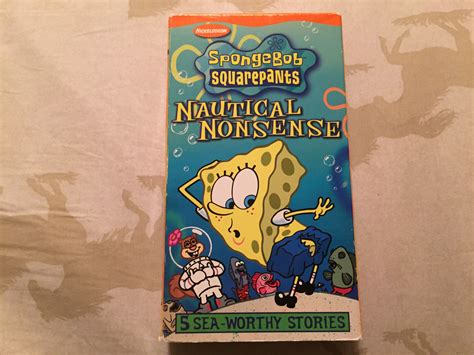 NICKELODEON
SPONGEBOB
SQUAREPANTS
NAUTICAL
NONSENSE
5 SEA-WORTHY STORIES